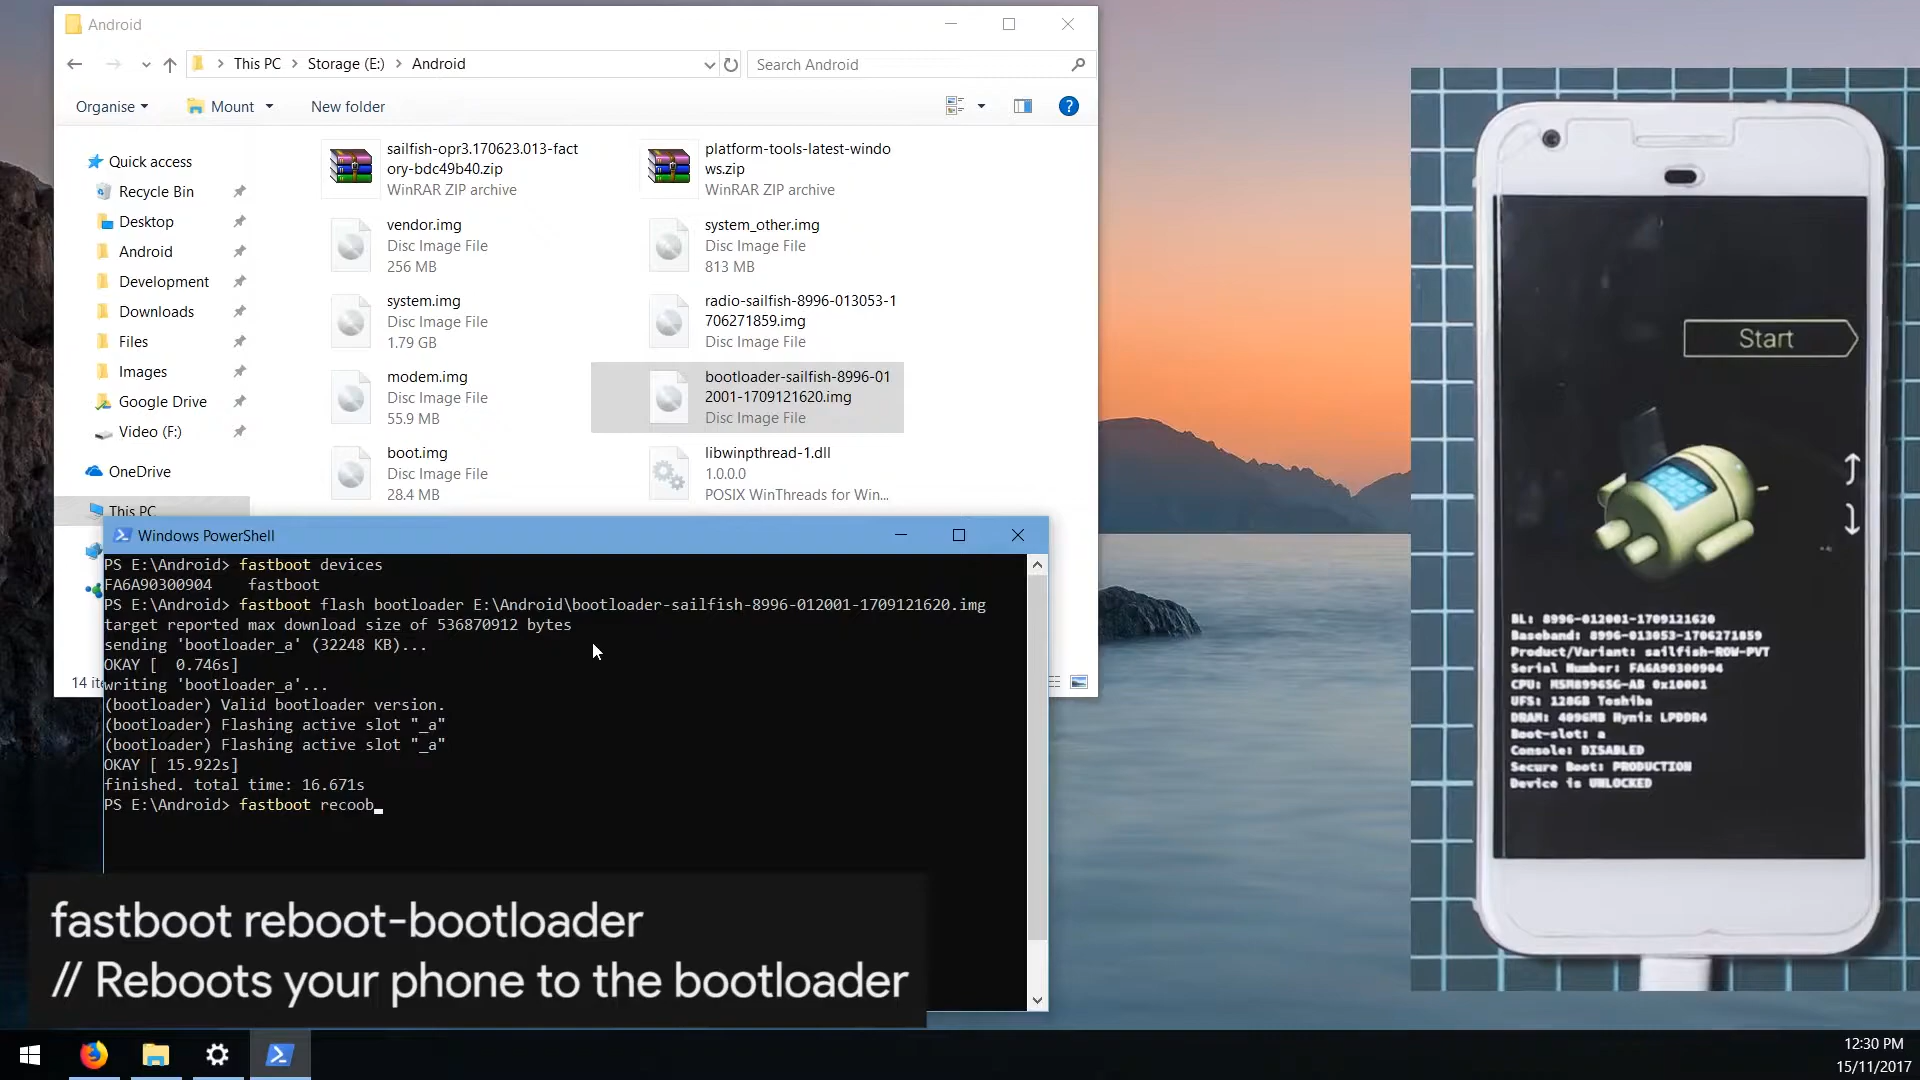 Android
This PC
Storage (E:)
Android
Search Android
Organise
Mount
New folder
Quick access
Recycle Bin
Desktop
Android
Development
Downloads
Files
Images
Google Drive
Video (F:)
OneDrive
This PC
14 ite
sailfish-opr3.170623.013-fact
ory-bdc49b40.zip
WinRAR ZIP archive
platform-tools-latest-windo
ws.zip
WinRAR ZIP archive
vendor.img
Disc Image File
256 MB
system_other.img
Disc Image File
813 MB
system.img
Disc Image File
1.79 GB
radio-sailfish-8996-013053-1
706271859.img
Disc Image File
modem.img
Disc Image File
55.9 MB
bootloader-sailfish-8996-01
2001-1709121620.img
Disc Image File
boot.img
Disc Image File
28.4 MB
libwinpthread-1.dll
1.0.0.0
POSIX WinThreads for Win...
Windows PowerShell
PS E:\Android> fastboot devices
FA6A90300904    fastboot
PS E:\Android> fastboot flash bootloader E:\Android\bootloader-sailfish-8996-012001-1709121620.img
target reported max download size of 536870912 bytes
sending 'bootloader_a' (32248 KB)...
OKAY [  0.746s]
writing 'bootloader_a'...
(bootloader) Valid bootloader version.
(bootloader) Flashing active slot "_a"
(bootloader) Flashing active slot "_a"
OKAY [ 15.922s]
finished. total time: 16.671s
PS E:\Android> fastboot recoob_
fastboot reboot-bootloader
// Reboots your phone to the bootloader
Start
BL: 8996-012001-1709121620
Baseband: 8996-013053-1706271859
Product/Variant: sailfish-ROW-PVT
Serial Number: FA6A90300904
CPU: MSM8996SG-AB 0x10001
UFS: 128GB Toshiba
DRAM: 4096MB Hynix LPDDR4
Boot-slot: a
Console: DISABLED
Secure Boot: PRODUCTION
Device is UNLOCKED
12:30 PM
15/11/2017